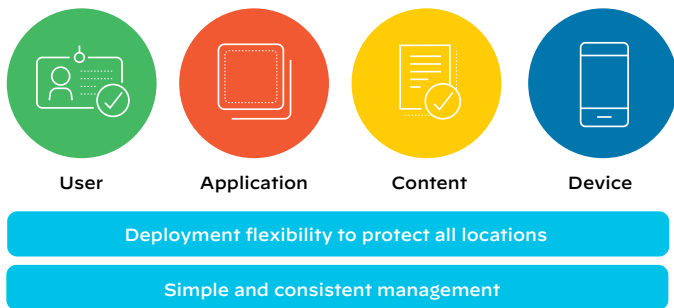 User
Application
Content
Device
Deployment flexibility to protect all locations
Simple and consistent management